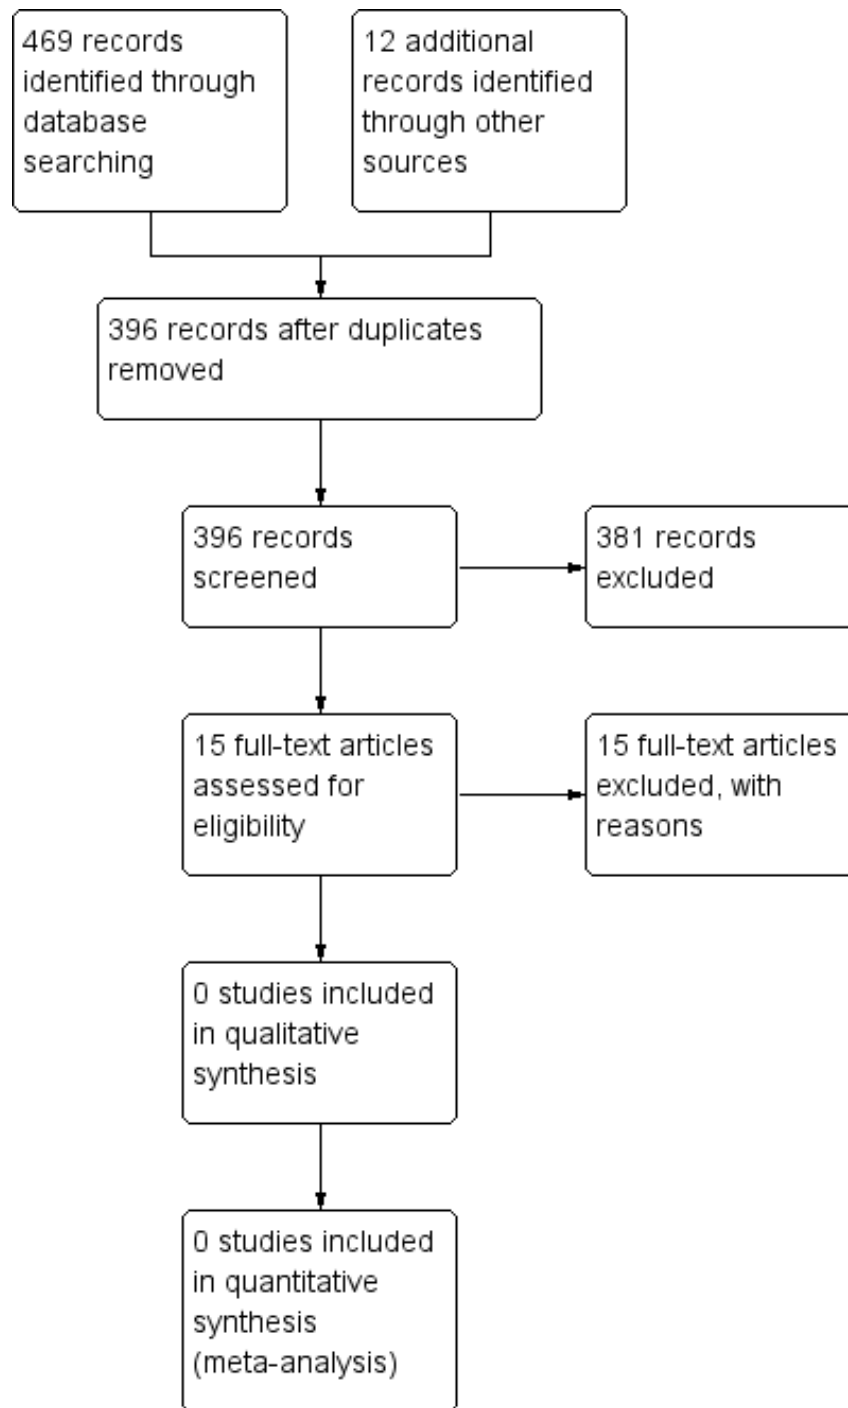 469 records
identified through
database
searching
12 additional
records identified
through other
sources
396 records after duplicates
removed
396 records
screened
381 records
excluded
15 full-text articles
assessed for
eligibility
15 full-text articles
excluded, with
reasons
0 studies included
in qualitative
synthesis
0 studies included
in quantitative
synthesis
(meta-analysis)